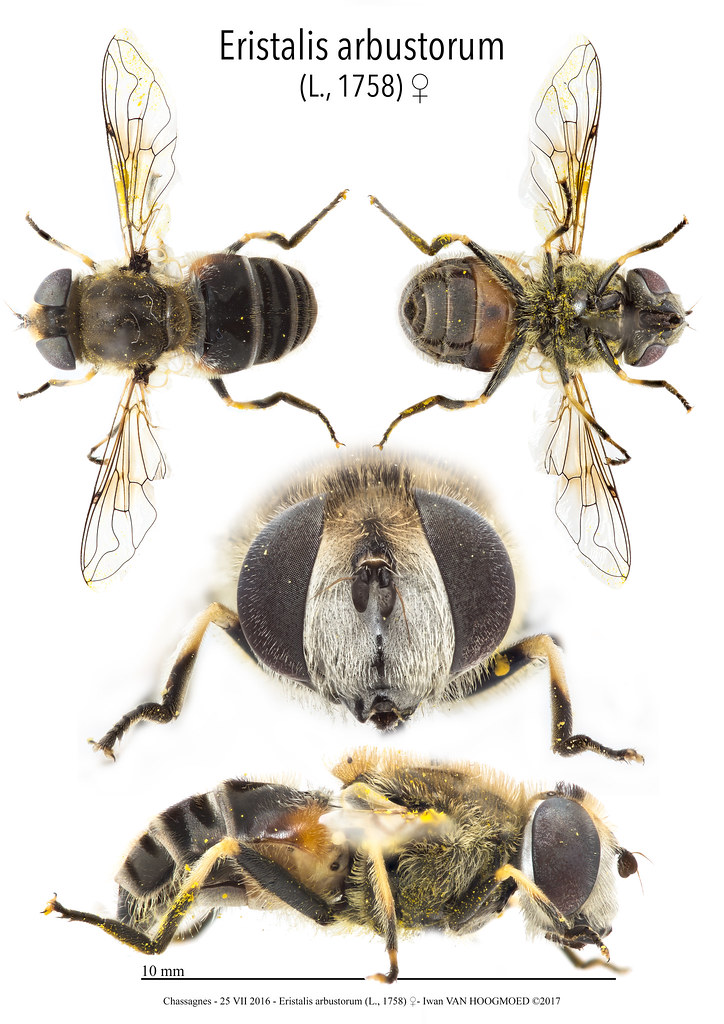 Eristalis arbustorum
(L., 1758) ♀
10 mm
Chassagnes - 25 VII 2016 - Eristalis arbustorum (L., 1758) ♀ - Iwan VAN HOOGMOED ©2017